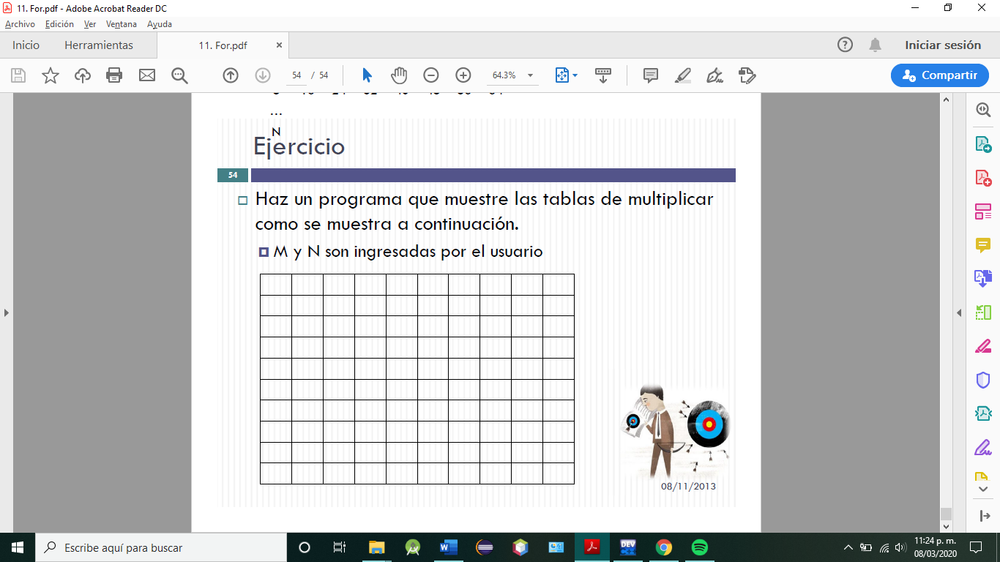 11. For.pdf - Adobe Acrobat Reader DC
Archivo Edición Ver Ventana Ayuda
Inicio Herramientas 11. For.pdf × Iniciar sesión
54 / 54 64.3% Compartir
...
N
Ejercicio
54
Haz un programa que muestre las tablas de multiplicar
como se muestra a continuación.
M y N son ingresadas por el usuario
08/11/2013
Escribe aquí para buscar
DEV
11:24 p. m.
08/03/2020